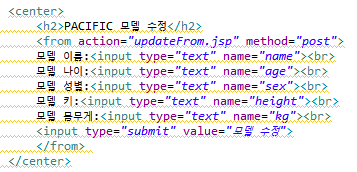 <center>
<h2>PACIFIC 모델 수정</h2>
<from action="updateFrom.jsp" method="post">
모델 이름:<input type="text" name="name"><br>
모델 나이:<input type="text" name="age"><br>
모델 성별:<input type="text" name="sex"><br>
모델 키:<input type="text" name="height"><br>
모델 몸무게:<input type="text" name="kg"><br>
<input type="submit" value="모델 수정">
</from>
</center>